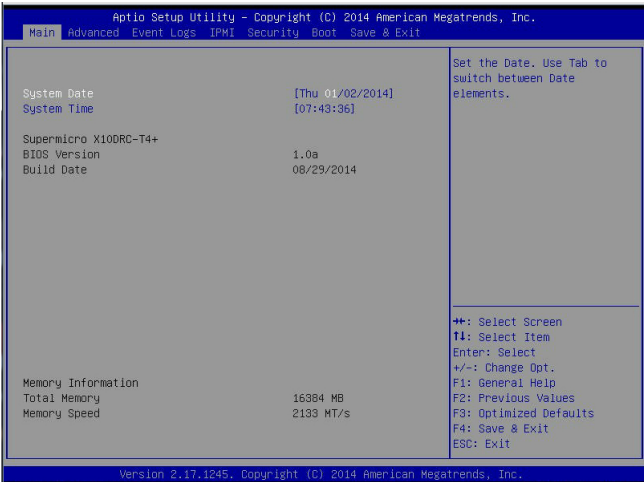 Aptio Setup Utility – Copyright (C) 2014 American Megatrends, Inc.
Main Advanced Event Logs IPMI Security Boot Save & Exit
System Date [Thu 01/02/2014]
System Time [07:43:36]
Supermicro X10DRC-T4+
BIOS Version 1.0a
Build Date 08/29/2014
Memory Information
Total Memory 16384 MB
Memory Speed 2133 MT/s
Set the Date. Use Tab to
switch between Date
elements.
→←: Select Screen
↑↓: Select Item
Enter: Select
+/-: Change Opt.
F1: General Help
F2: Previous Values
F3: Optimized Defaults
F4: Save & Exit
ESC: Exit
Version 2.17.1245. Copyright (C) 2014 American Megatrends, Inc.